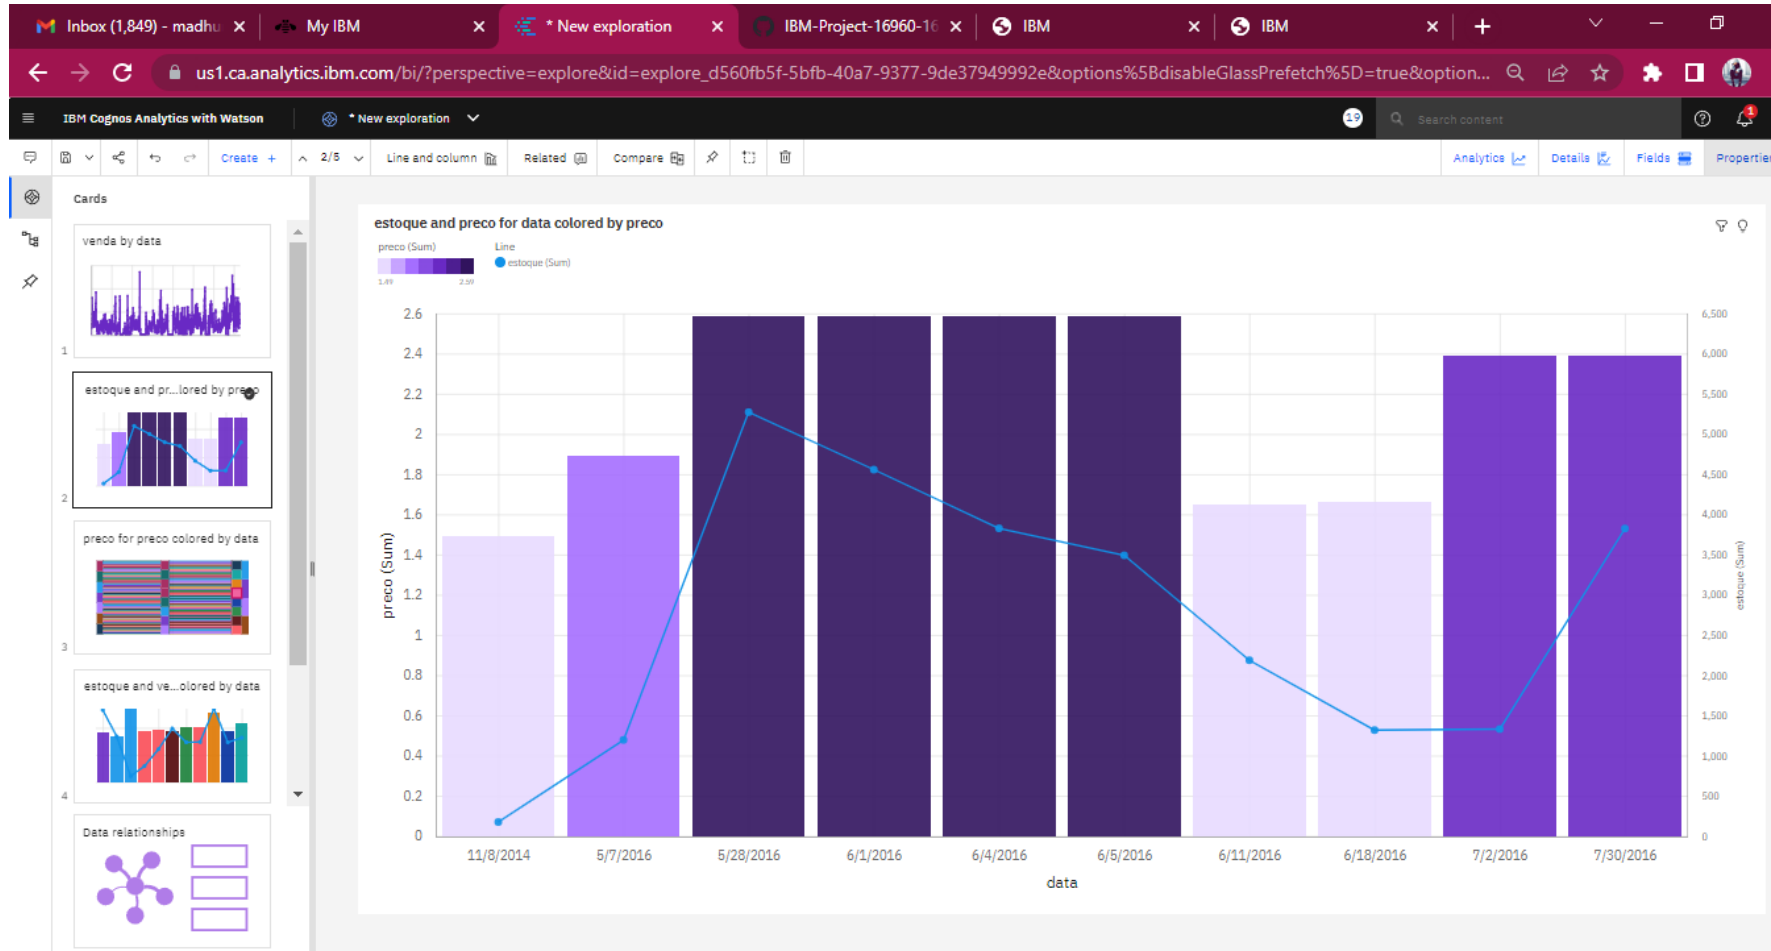 Inbox (1,849) - madhu
My IBM
* New exploration
IBM-Project-16960-16
IBM
IBM
us1.ca.analytics.ibm.com/bi/?perspective=explore&id=explore_d560fb5f-5bfb-40a7-9377-9de37949992e&options%5BdisableGlassPrefetch%5D=true&option...
IBM Cognos Analytics with Watson
* New exploration
19
Search content
1
Create +
2/5
Line and column
Related
Compare
Analytics
Details
Fields
Propertie
Cards
venda by data
1
estoque and pr...lored by preço
2
preco for preco colored by data
3
estoque and ve...olored by data
4
Data relationships
estoque and preco for data colored by preco
preco (Sum)
Line
1.49
2.59
estoque (Sum)
2.6
2.4
2.2
2
1.8
1.6
1.4
1.2
1
0.8
0.6
0.4
0.2
0
preco (Sum)
6,500
6,000
5,500
5,000
4,500
4,000
3,500
3,000
2,500
2,000
1,500
1,000
500
0
estoque (Sum)
11/8/2014
5/7/2016
5/28/2016
6/1/2016
6/4/2016
6/5/2016
6/11/2016
6/18/2016
7/2/2016
7/30/2016
data